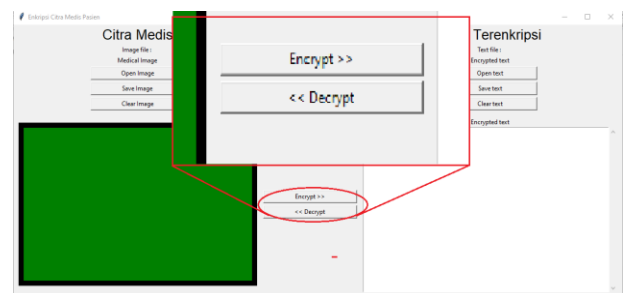 Enkripsi Citra Medis Pasien
Citra Medis
Image file :
Medical Image
Open Image
Save Image
Clear Image
Encrypt >>
<< Decrypt
Terenkripsi
Text file :
Encrypted text
Open text
Save text
Clear text
Encrypted text
Encrypt >>
<< Decrypt